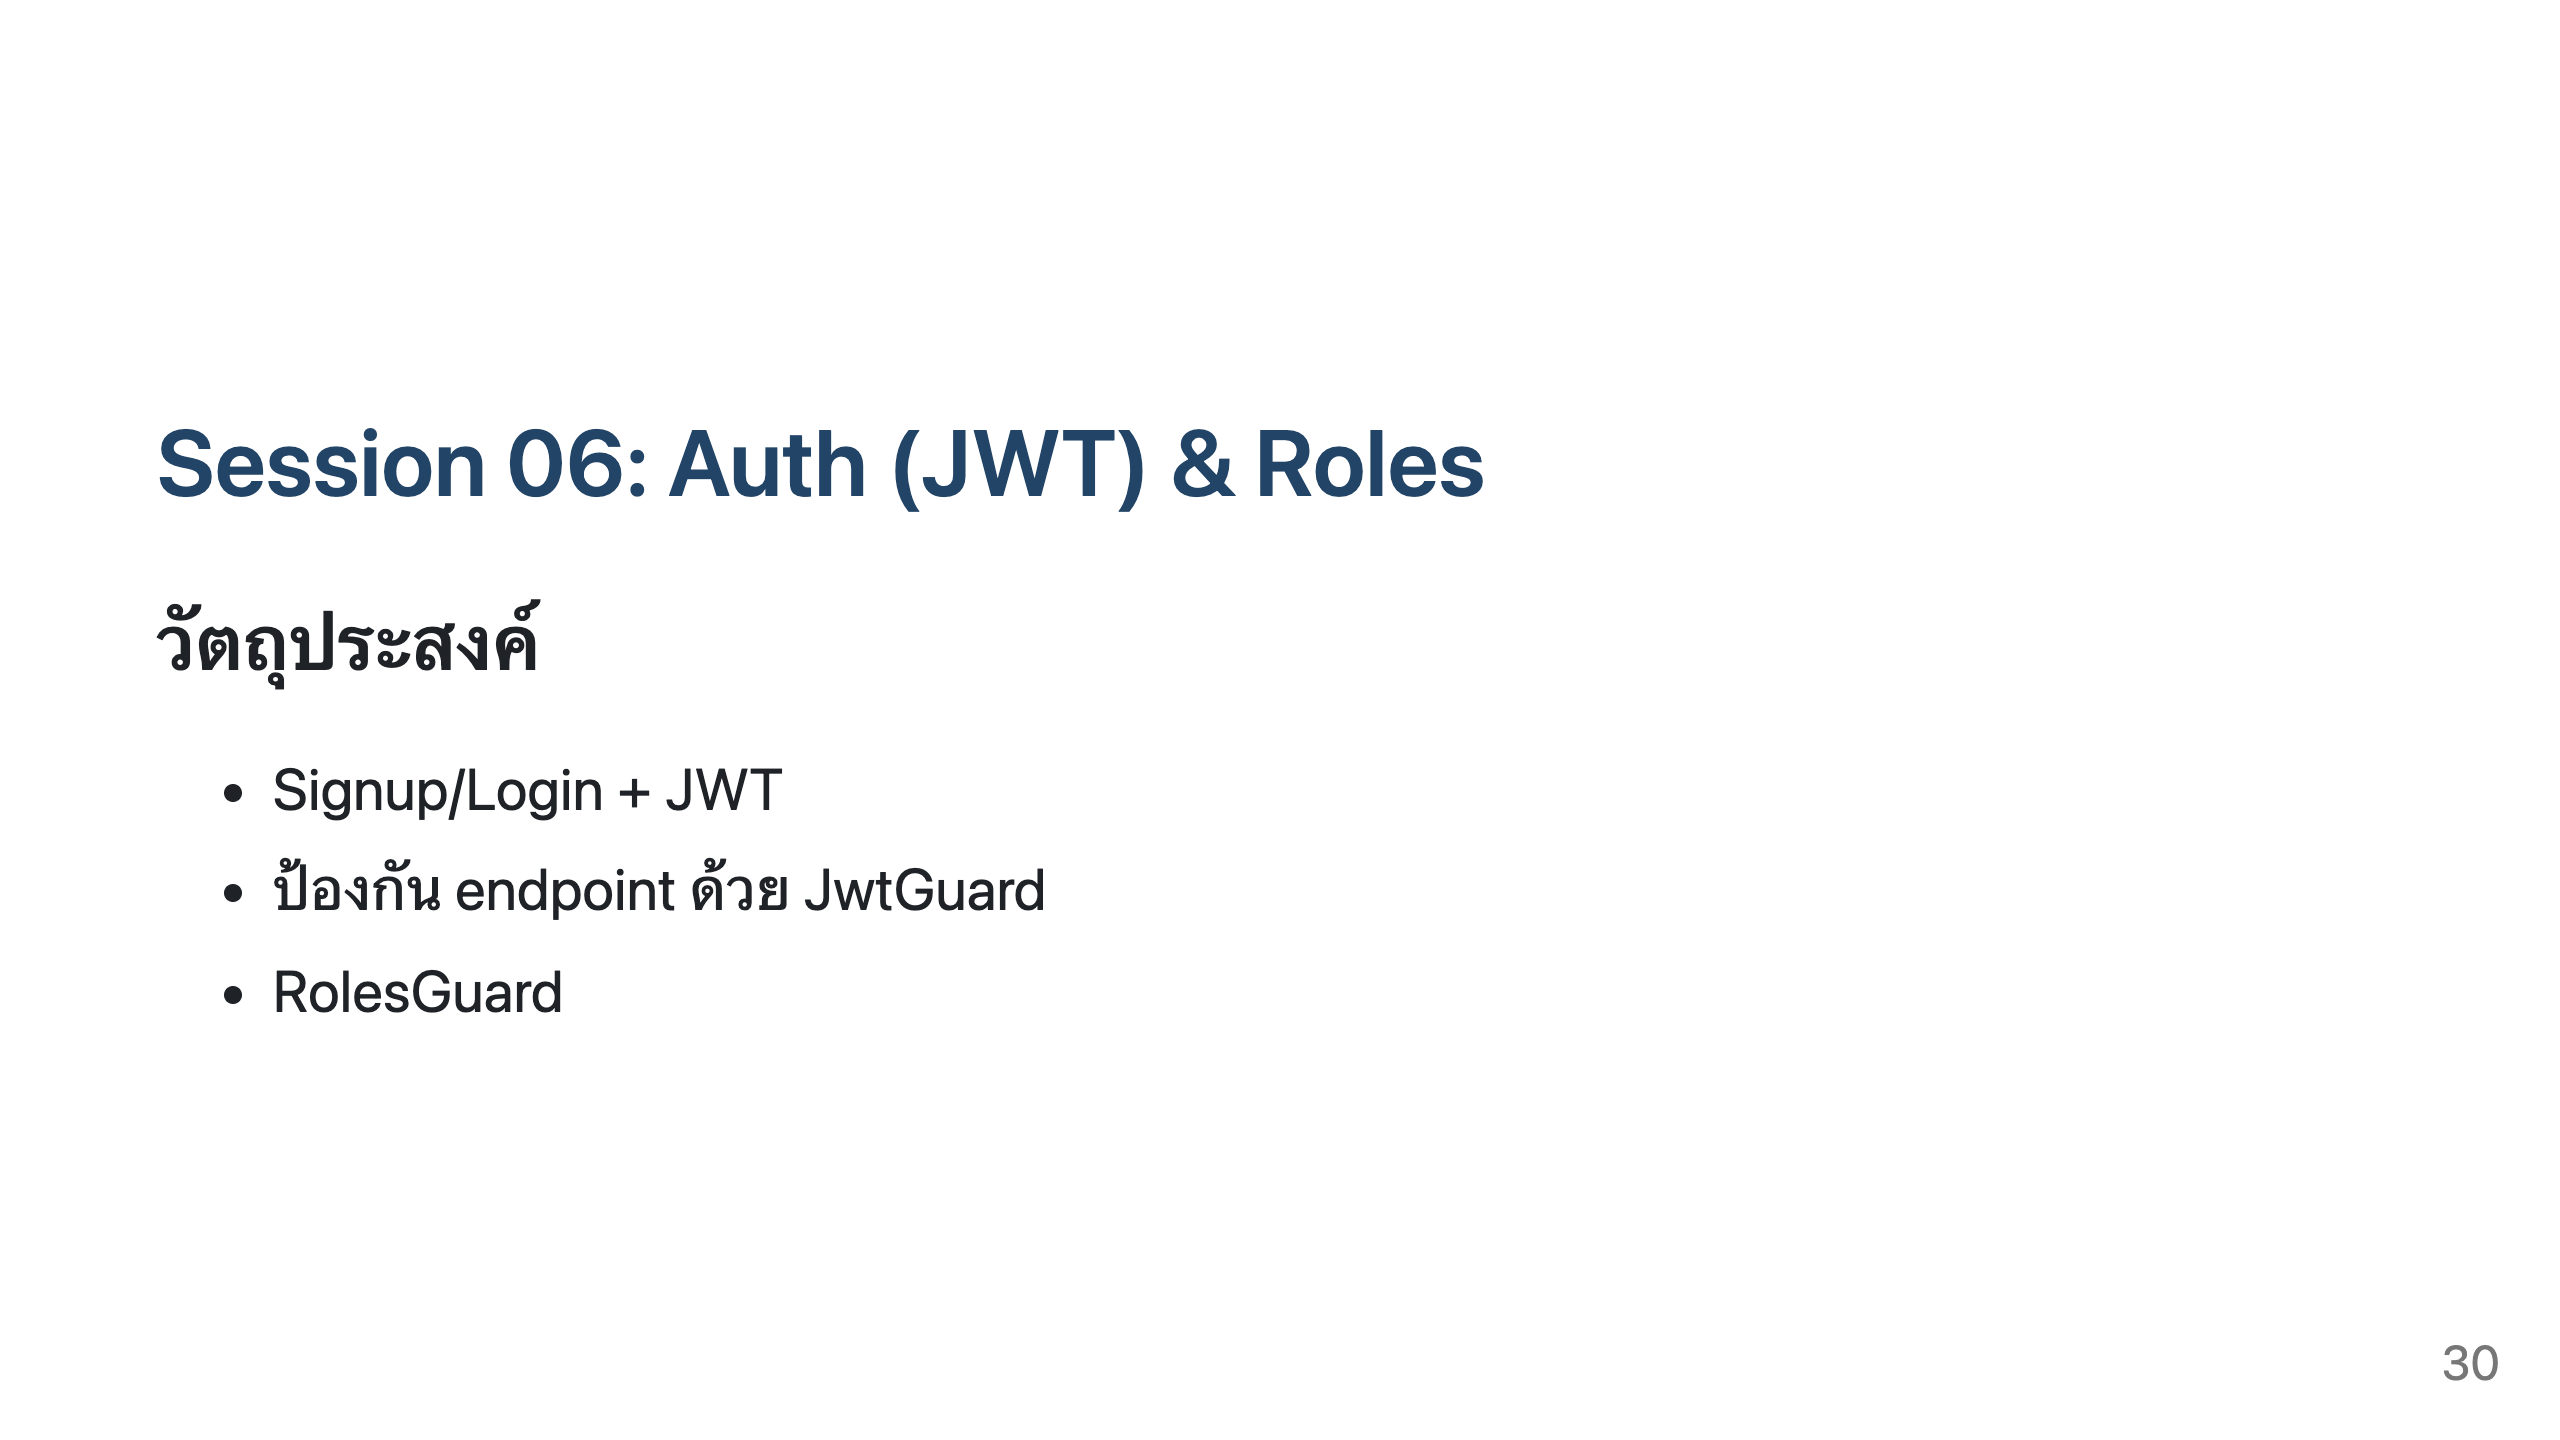 Session 06: Auth (JWT) & Roles
วัตถุประสงค์
• Signup/Login + JWT
• ป้องกัน endpoint ด้วย JwtGuard
• RolesGuard
30